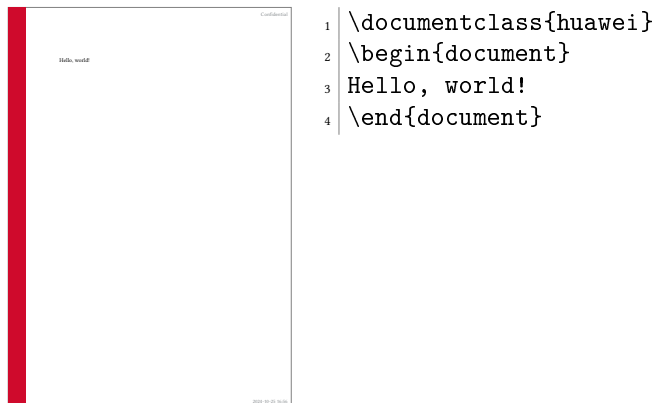 Confidential
Hello, world!
1 \documentclass{huawei}
2 \begin{document}
3 Hello, world!
4 \end{document}